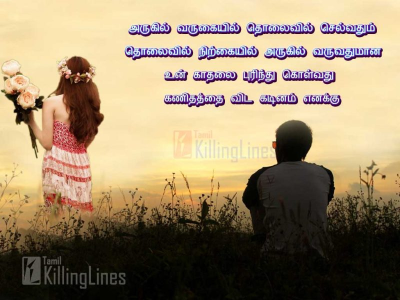 அருகில் வருகையில் தொலைவில் செல்வதும்
தொலைவில் நிற்கையில் அருகில் வருவதுமான
உன் காதலை புரிந்து கொள்வது
கணிதத்தை விட கடினம் எனக்கு
Tamil
KillingLines
Tamil
KillingLines